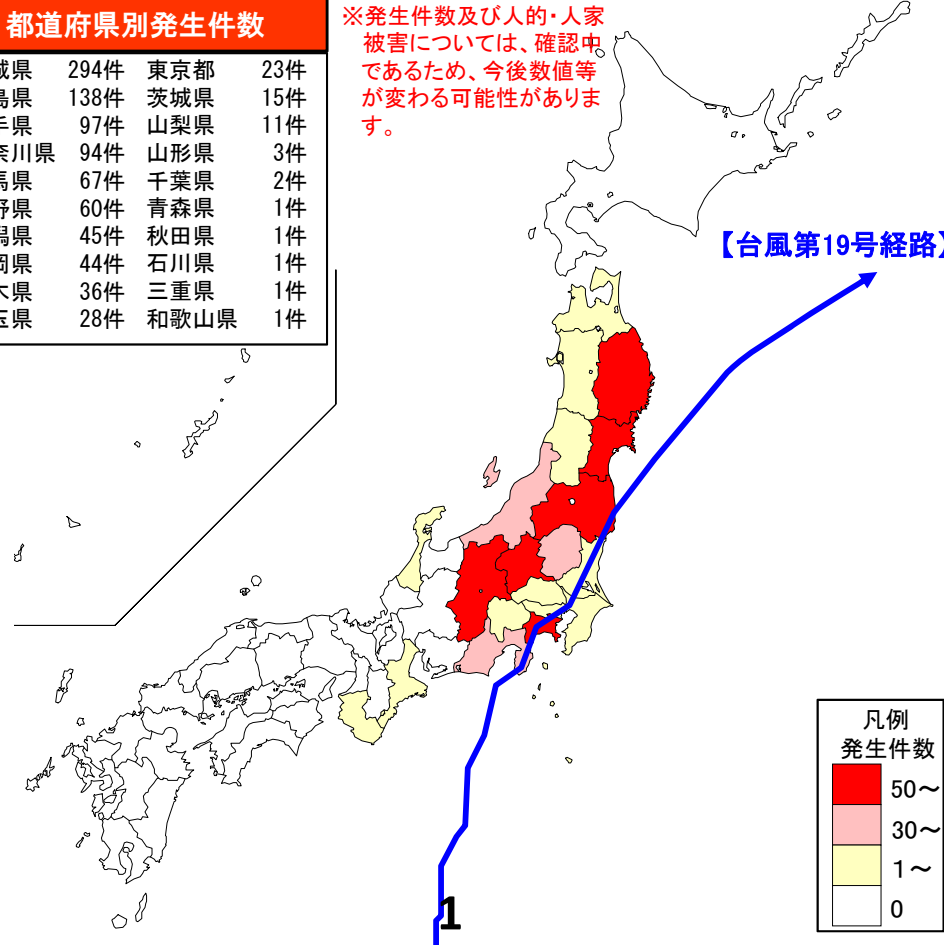 都道府県別発生件数
城県 294件 東京都 23件
島県 138件 茨城県 15件
手県 97件 山梨県 11件
奈川県 94件 山形県 3件
馬県 67件 千葉県 2件
野県 60件 青森県 1件
潟県 45件 秋田県 1件
岡県 44件 石川県 1件
木県 36件 三重県 1件
玉県 28件 和歌山県 1件
※発生件数及び人的・人家
被害については、確認中
であるため、今後数値等
が変わる可能性がありま
す。
【台風第19号経路】
凡例
発生件数
50～
30～
1～
0
1